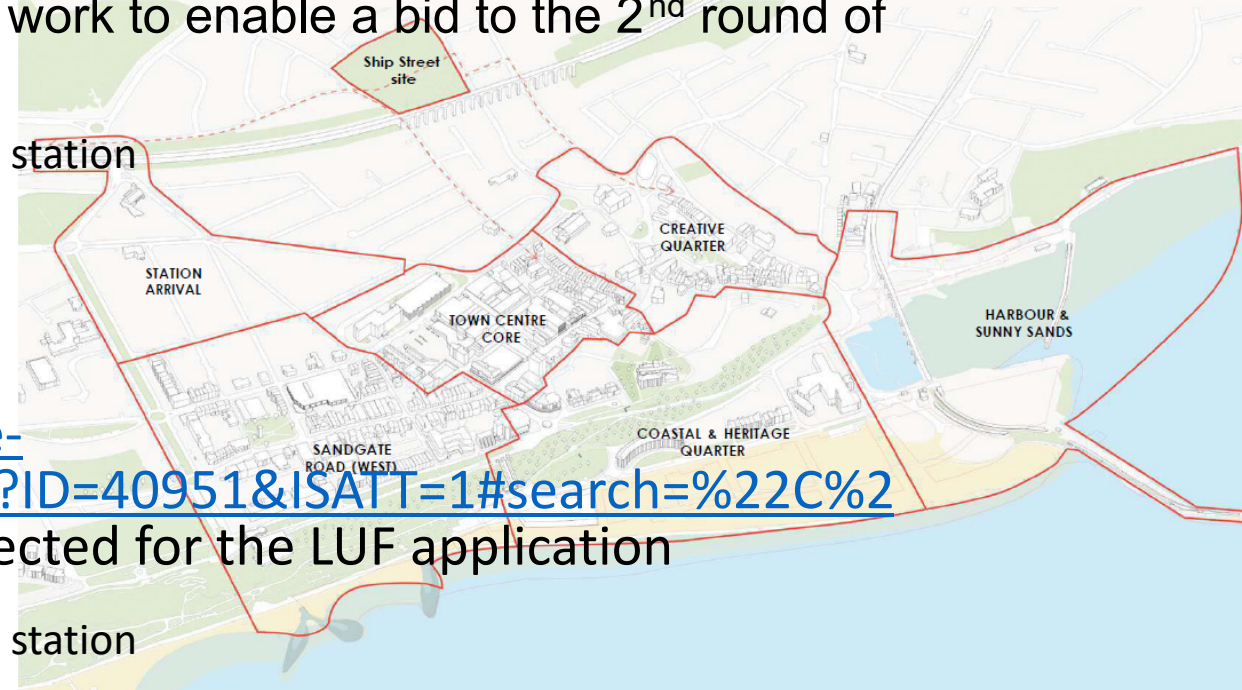 work to enable a bid to the 2nd round of
Ship Street
site
station
CREATIVE
QUARTER
STATION
ARRIVAL
TOWN CENTRE
CORE
HARBOUR &
SUNNY SANDS
COASTAL & HERITAGE
QUARTER
SANDGATE
ROAD (WEST)
?ID=40951&ISATT=1#search=%22C%2
ected for the LUF application
station